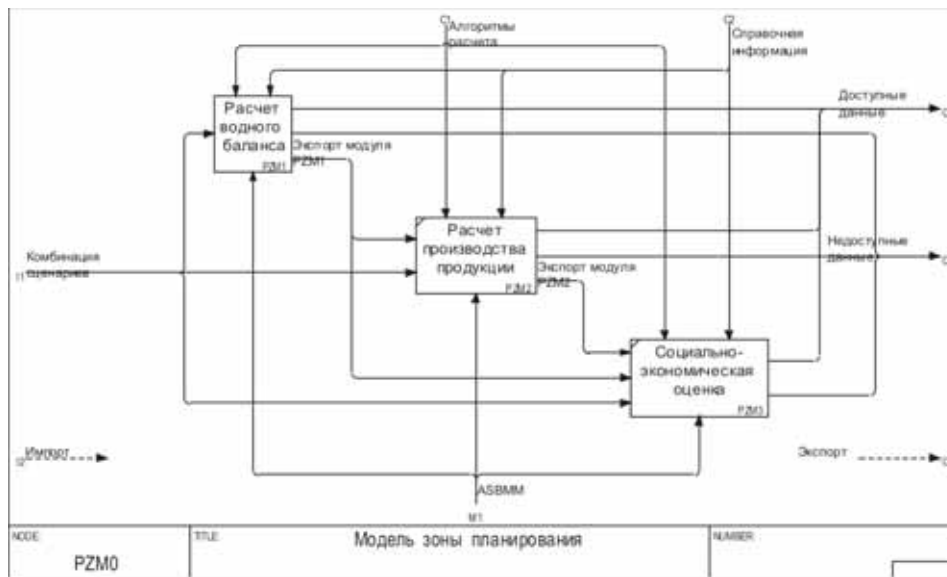 C1
Алгоритмы
расчета
C2
Справочная
информация
Расчет
водного
баланса
PZM1
Экспорт модуля
PZM1
Доступные
данные
Комбинация
сценариев
I1
Расчет
производства
продукции
PZM2
Экспорт модуля
PZM2
Недоступные
данные
Социально-
экономическая
оценка
PZM3
Импорт
I2
Экспорт
ASBMM
M1
NODE:
PZM0
TITLE:
Модель зоны планирования
NUMBER: